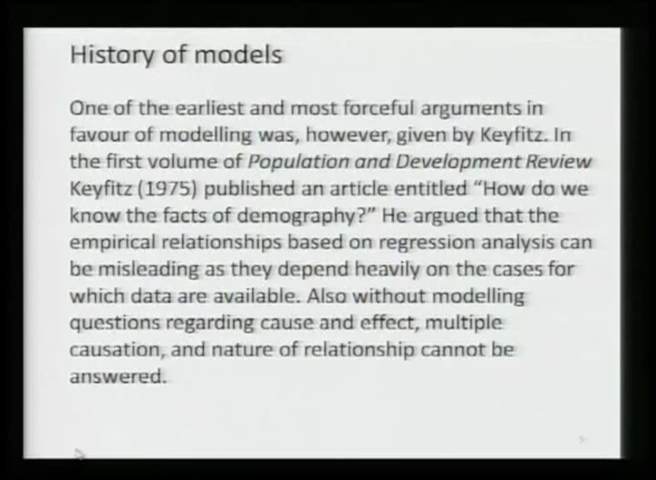 History of models
One of the earliest and most forceful arguments in
favour of modelling was, however, given by Keyfitz. In
the first volume of Population and Development Review
Keyfitz (1975) published an article entitled “How do we
know the facts of demography?” He argued that the
empirical relationships based on regression analysis can
be misleading as they depend heavily on the cases for
which data are available. Also without modelling
questions regarding cause and effect, multiple
causation, and nature of relationship cannot be
answered.